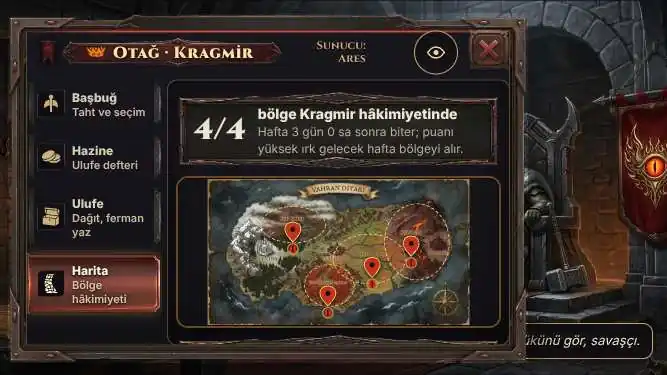 OTAĞ · KRAGMİR
SUNUCU:
ARES
Başbuğ
Taht ve seçim
Hazine
Ulufe defteri
Ulufe
Dağıt, ferman
yaz
Harita
Bölge
hâkimiyeti
4/4
bölge Kragmir hâkimiyetinde
Hafta 3 gün 0 sa sonra biter; puanı
yüksek ırk gelecek hafta bölgeyi alır.
VAHRAN DİYARI
gör, savaşçı.